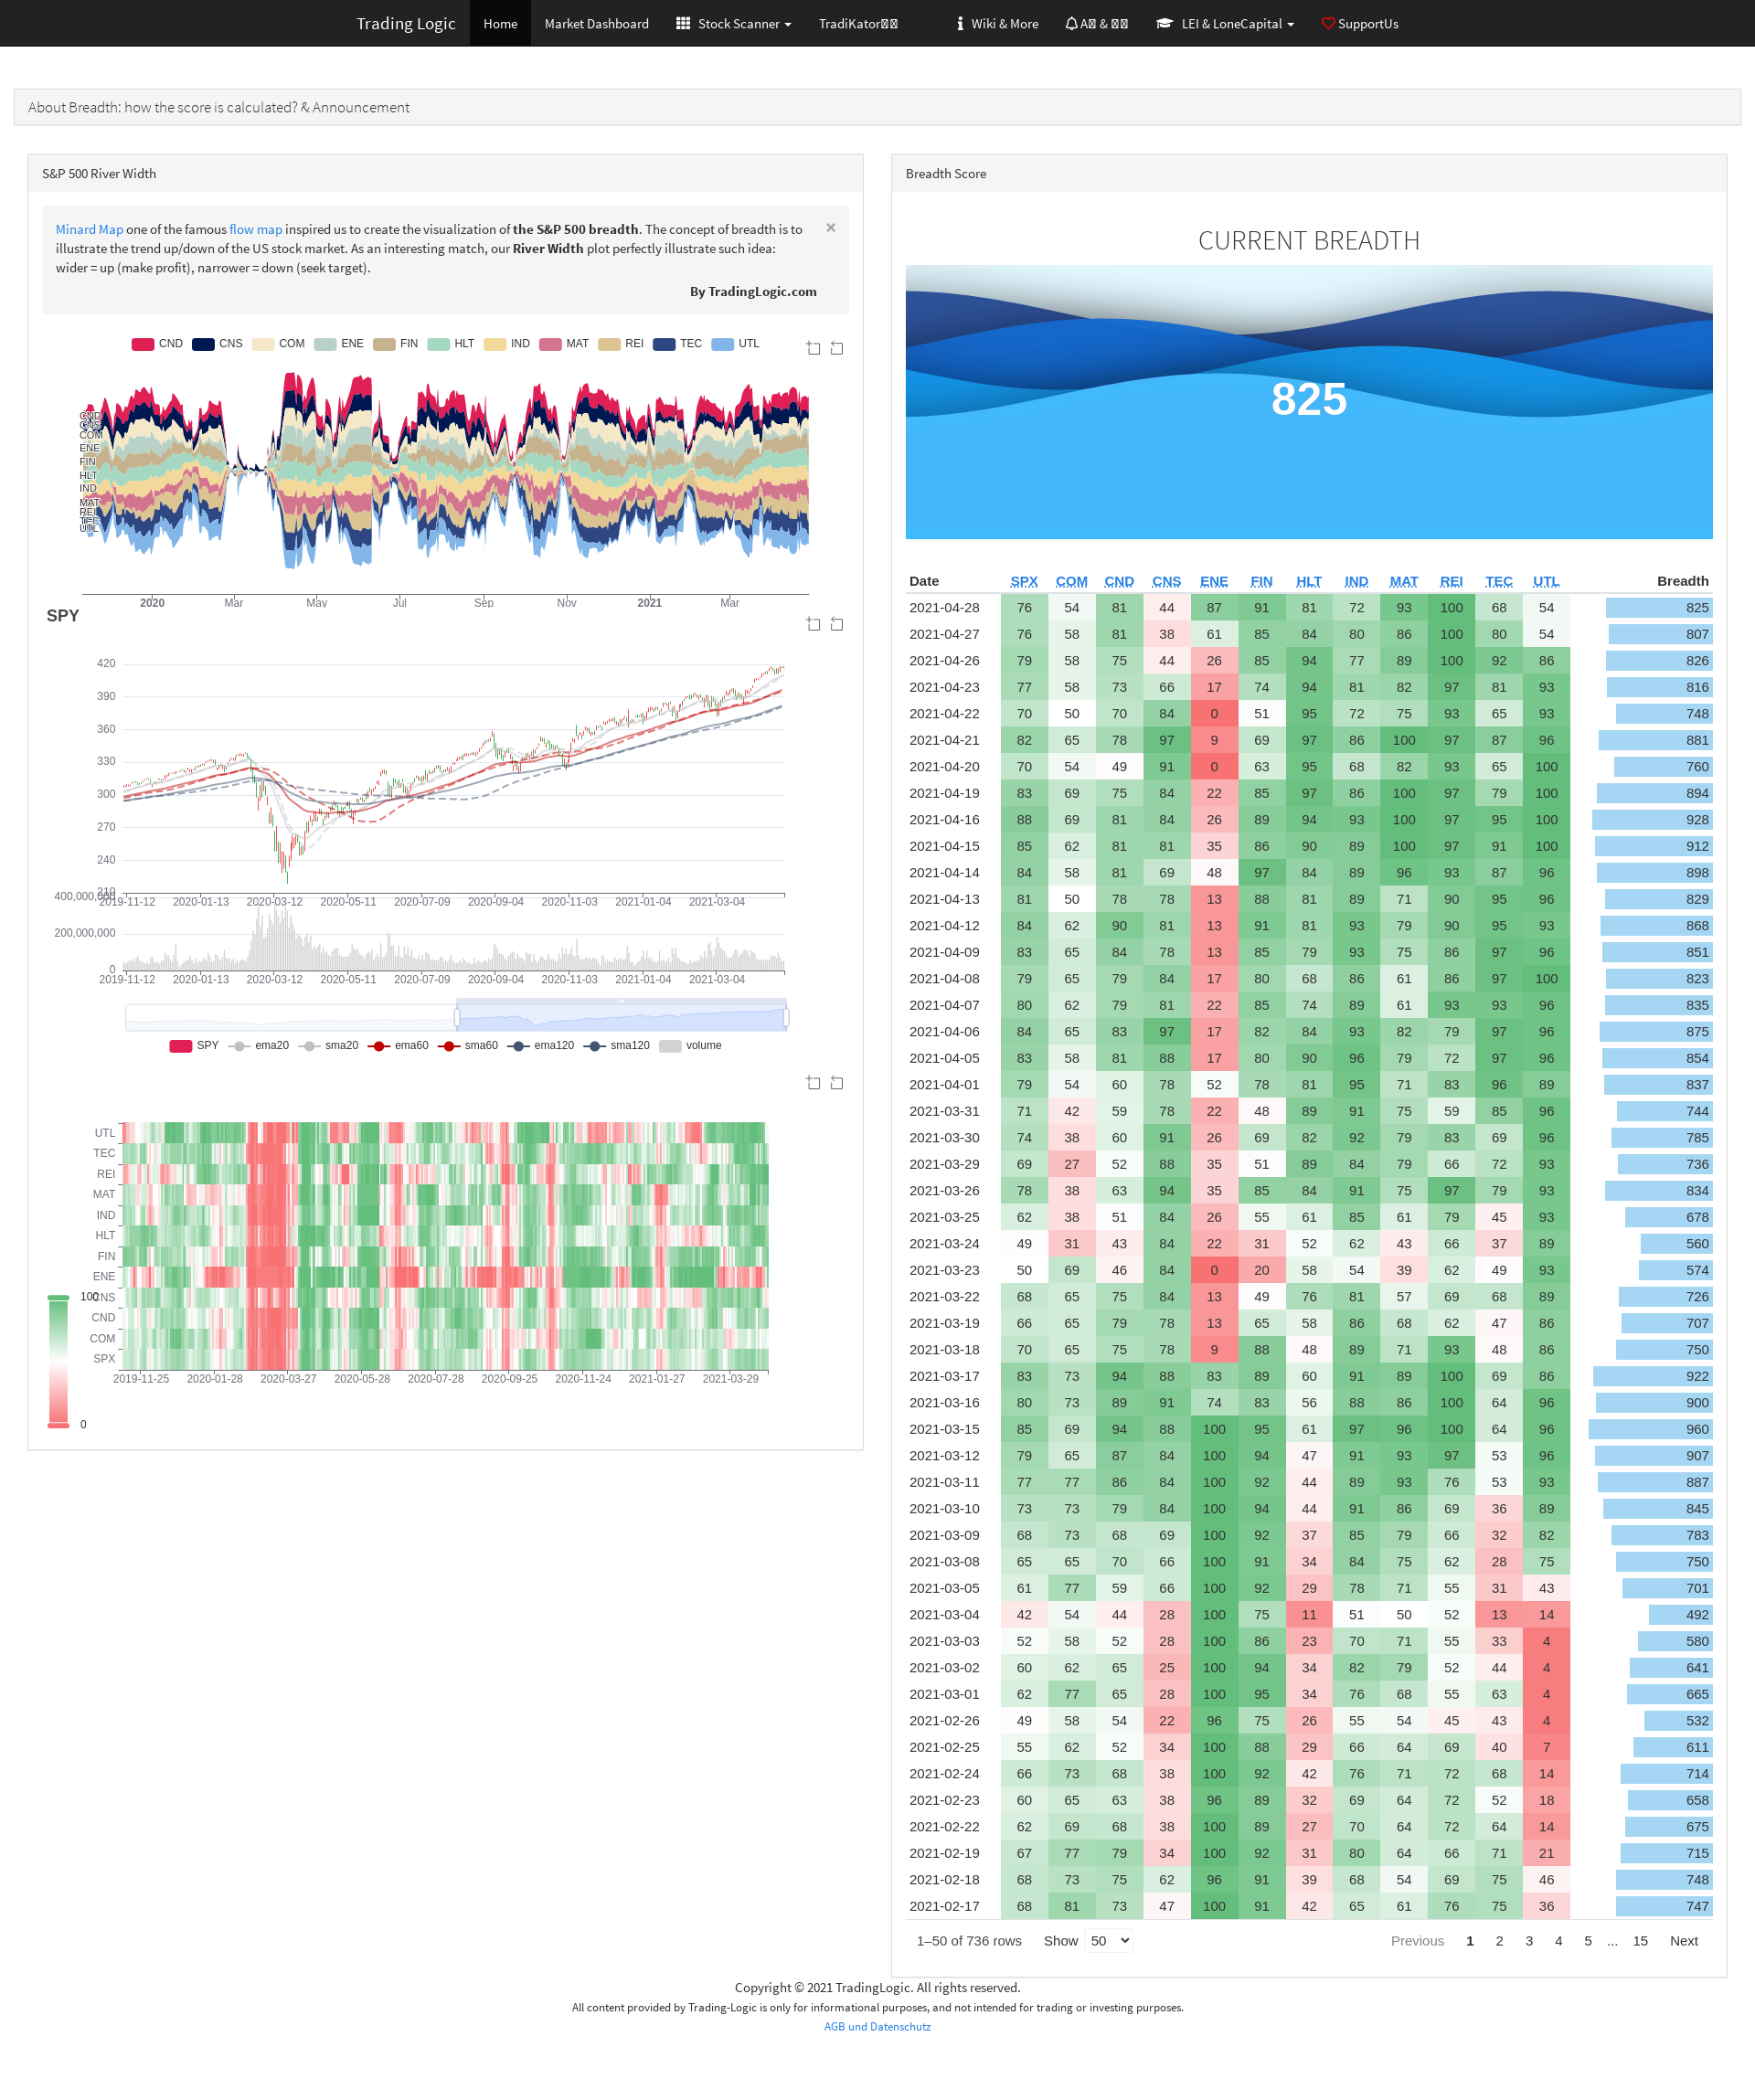 Trading Logic Home Market Dashboard Stock Scanner TradiKator Wiki & More A & LEI & LoneCapital SupportUs
About Breadth: how the score is calculated? & Announcement
S&P 500 River Width
Minard Map one of the famous flow map inspired us to create the visualization of the S&P 500 breadth. The concept of breadth is to
illustrate the trend up/down of the US stock market. As an interesting match, our River Width plot perfectly illustrate such idea:
wider = up (make profit), narrower = down (seek target).
×
By TradingLogic.com
CND CNS COM ENE FIN HLT IND MAT REI TEC UTL
CND
CNS
COM
ENE
FIN
HLT
IND
MAT
REI
TEC
UTL
2020 Mar May Jul Sep Nov 2021 Mar
SPY
420
390
360
330
300
270
240
210
2019-11-12 2020-01-13 2020-03-12 2020-05-11 2020-07-09 2020-09-04 2020-11-03 2021-01-04 2021-03-04
400,000,000
200,000,000
0
2019-11-12 2020-01-13 2020-03-12 2020-05-11 2020-07-09 2020-09-04 2020-11-03 2021-01-04 2021-03-04
SPY ema20 sma20 ema60 sma60 ema120 sma120 volume
UTL
TEC
REI
MAT
IND
HLT
FIN
ENE
CNS
CND
COM
SPX
2019-11-25 2020-01-28 2020-03-27 2020-05-28 2020-07-28 2020-09-25 2020-11-24 2021-01-27 2021-03-29
100
0
Breadth Score
CURRENT BREADTH
825
Date SPX COM CND CNS ENE FIN HLT IND MAT REI TEC UTL Breadth
2021-04-28 76 54 81 44 87 91 81 72 93 100 68 54 825
2021-04-27 76 58 81 38 61 85 84 80 86 100 80 54 807
2021-04-26 79 58 75 44 26 85 94 77 89 100 92 86 826
2021-04-23 77 58 73 66 17 74 94 81 82 97 81 93 816
2021-04-22 70 50 70 84 0 51 95 72 75 93 65 93 748
2021-04-21 82 65 78 97 9 69 97 86 100 97 87 96 881
2021-04-20 70 54 49 91 0 63 95 68 82 93 65 100 760
2021-04-19 83 69 75 84 22 85 97 86 100 97 79 100 894
2021-04-16 88 69 81 84 26 89 94 93 100 97 95 100 928
2021-04-15 85 62 81 81 35 86 90 89 100 97 91 100 912
2021-04-14 84 58 81 69 48 97 84 89 96 93 87 96 898
2021-04-13 81 50 78 78 13 88 81 89 71 90 95 96 829
2021-04-12 84 62 90 81 13 91 81 93 79 90 95 93 868
2021-04-09 83 65 84 78 13 85 79 93 75 86 97 96 851
2021-04-08 79 65 79 84 17 80 68 86 61 86 97 100 823
2021-04-07 80 62 79 81 22 85 74 89 61 93 93 96 835
2021-04-06 84 65 83 97 17 82 84 93 82 79 97 96 875
2021-04-05 83 58 81 88 17 80 90 96 79 72 97 96 854
2021-04-01 79 54 60 78 52 78 81 95 71 83 96 89 837
2021-03-31 71 42 59 78 22 48 89 91 75 59 85 96 744
2021-03-30 74 38 60 91 26 69 82 92 79 83 69 96 785
2021-03-29 69 27 52 88 35 51 89 84 79 66 72 93 736
2021-03-26 78 38 63 94 35 85 84 91 75 97 79 93 834
2021-03-25 62 38 51 84 26 55 61 85 61 79 45 93 678
2021-03-24 49 31 43 84 22 31 52 62 43 66 37 89 560
2021-03-23 50 69 46 84 0 20 58 54 39 62 49 93 574
2021-03-22 68 65 75 84 13 49 76 81 57 69 68 89 726
2021-03-19 66 65 79 78 13 65 58 86 68 62 47 86 707
2021-03-18 70 65 75 78 9 88 48 89 71 93 48 86 750
2021-03-17 83 73 94 88 83 89 60 91 89 100 69 86 922
2021-03-16 80 73 89 91 74 83 56 88 86 100 64 96 900
2021-03-15 85 69 94 88 100 95 61 97 96 100 64 96 960
2021-03-12 79 65 87 84 100 94 47 91 93 97 53 96 907
2021-03-11 77 77 86 84 100 92 44 89 93 76 53 93 887
2021-03-10 73 73 79 84 100 94 44 91 86 69 36 89 845
2021-03-09 68 73 68 69 100 92 37 85 79 66 32 82 783
2021-03-08 65 65 70 66 100 91 34 84 75 62 28 75 750
2021-03-05 61 77 59 66 100 92 29 78 71 55 31 43 701
2021-03-04 42 54 44 28 100 75 11 51 50 52 13 14 492
2021-03-03 52 58 52 28 100 86 23 70 71 55 33 4 580
2021-03-02 60 62 65 25 100 94 34 82 79 52 44 4 641
2021-03-01 62 77 65 28 100 95 34 76 68 55 63 4 665
2021-02-26 49 58 54 22 96 75 26 55 54 45 43 4 532
2021-02-25 55 62 52 34 100 88 29 66 64 69 40 7 611
2021-02-24 66 73 68 38 100 92 42 76 71 72 68 14 714
2021-02-23 60 65 63 38 96 89 32 69 64 72 52 18 658
2021-02-22 62 69 68 38 100 89 27 70 64 72 64 14 675
2021-02-19 67 77 79 34 100 92 31 80 64 66 71 21 715
2021-02-18 68 73 75 62 96 91 39 68 54 69 75 46 748
2021-02-17 68 81 73 47 100 91 42 65 61 76 75 36 747
1–50 of 736 rows Show 50 Previous 1 2 3 4 5 ... 15 Next
Copyright © 2021 TradingLogic. All rights reserved.
All content provided by Trading-Logic is only for informational purposes, and not intended for trading or investing purposes.
AGB und Datenschutz